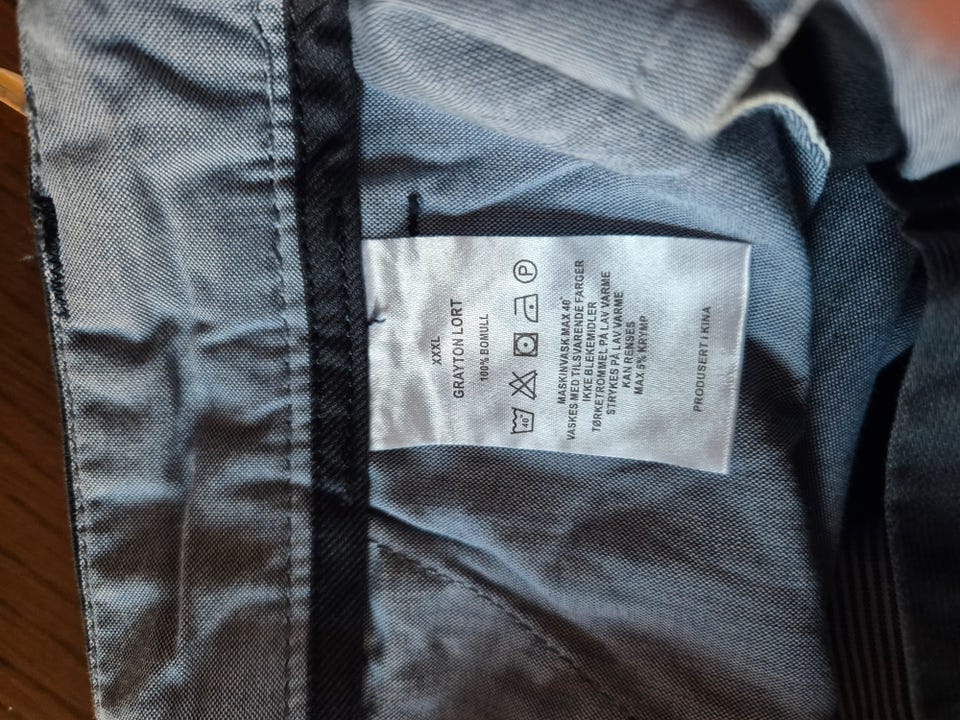 XXXL
GRAYTON LORT
100% BOMULL
40° P
MASKINVASK MAX 40°
VASKES MED TILSVARENDE FARGER
IKKE BLEKEMIDLER
TØRKETROMMEL PÅ LAV VARME
STRYKES PÅ LAV VARME
KAN RENSES
MAX 5% KRYMP
PRODUSERT I KINA